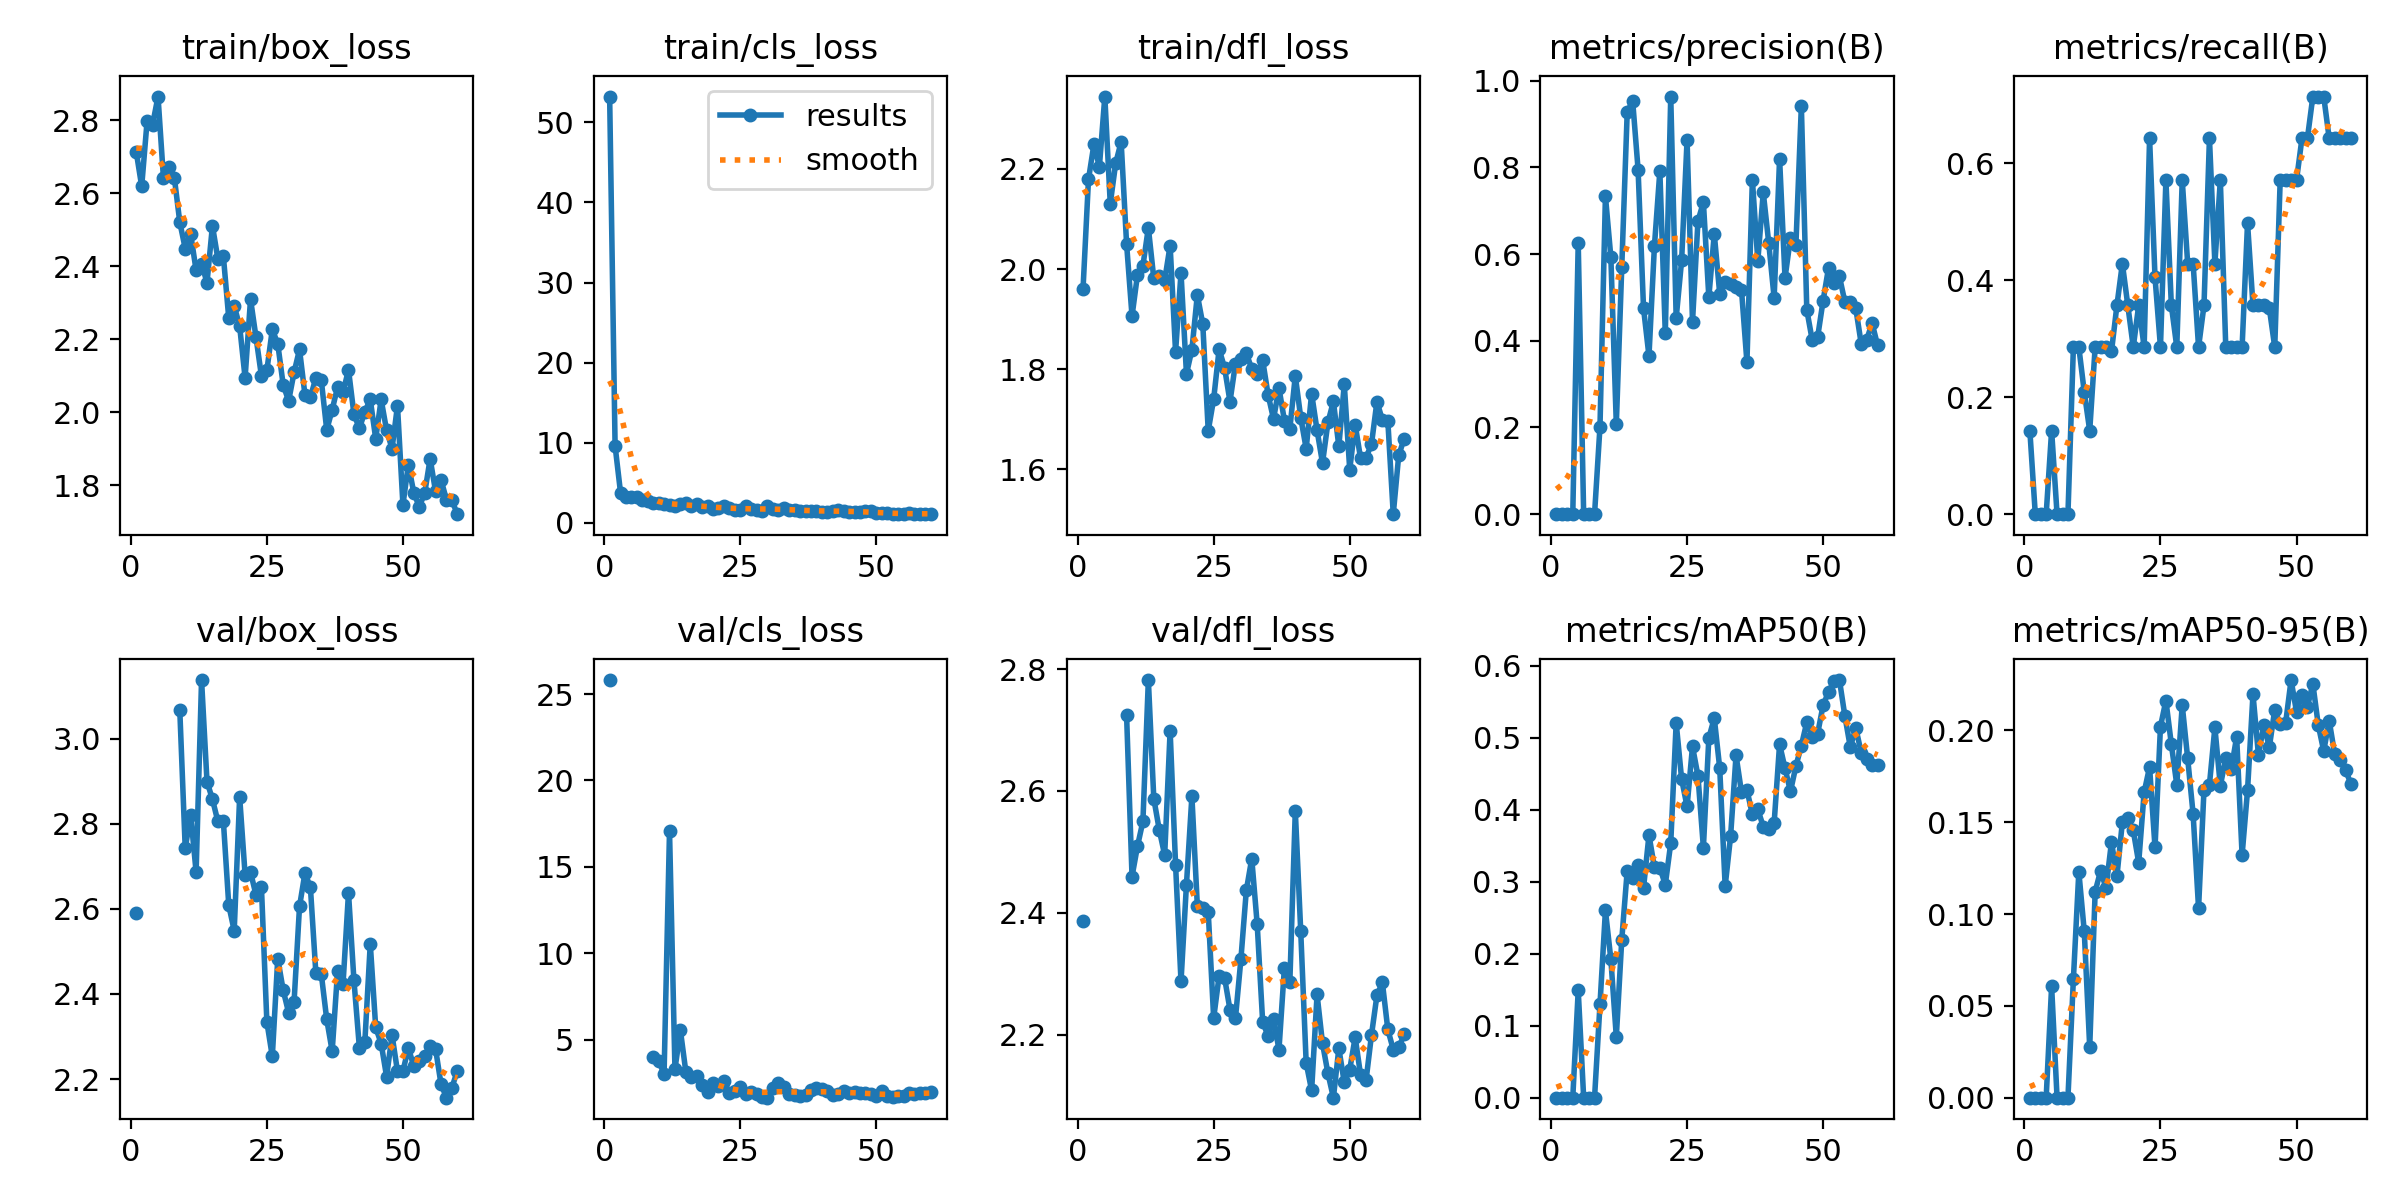 train/box_loss
2.8
2.6
2.4
2.2
2.0
1.8
0 25 50
train/cls_loss
results
smooth
50
40
30
20
10
0
0 25 50
train/dfl_loss
2.2
2.0
1.8
1.6
0 25 50
metrics/precision(B)
1.0
0.8
0.6
0.4
0.2
0.0
0 25 50
metrics/recall(B)
0.6
0.4
0.2
0.0
0 25 50
val/box_loss
3.0
2.8
2.6
2.4
2.2
0 25 50
val/cls_loss
25
20
15
10
5
0 25 50
val/dfl_loss
2.8
2.6
2.4
2.2
0 25 50
metrics/mAP50(B)
0.6
0.5
0.4
0.3
0.2
0.1
0.0
0 25 50
metrics/mAP50-95(B)
0.20
0.15
0.10
0.05
0.00
0 25 50